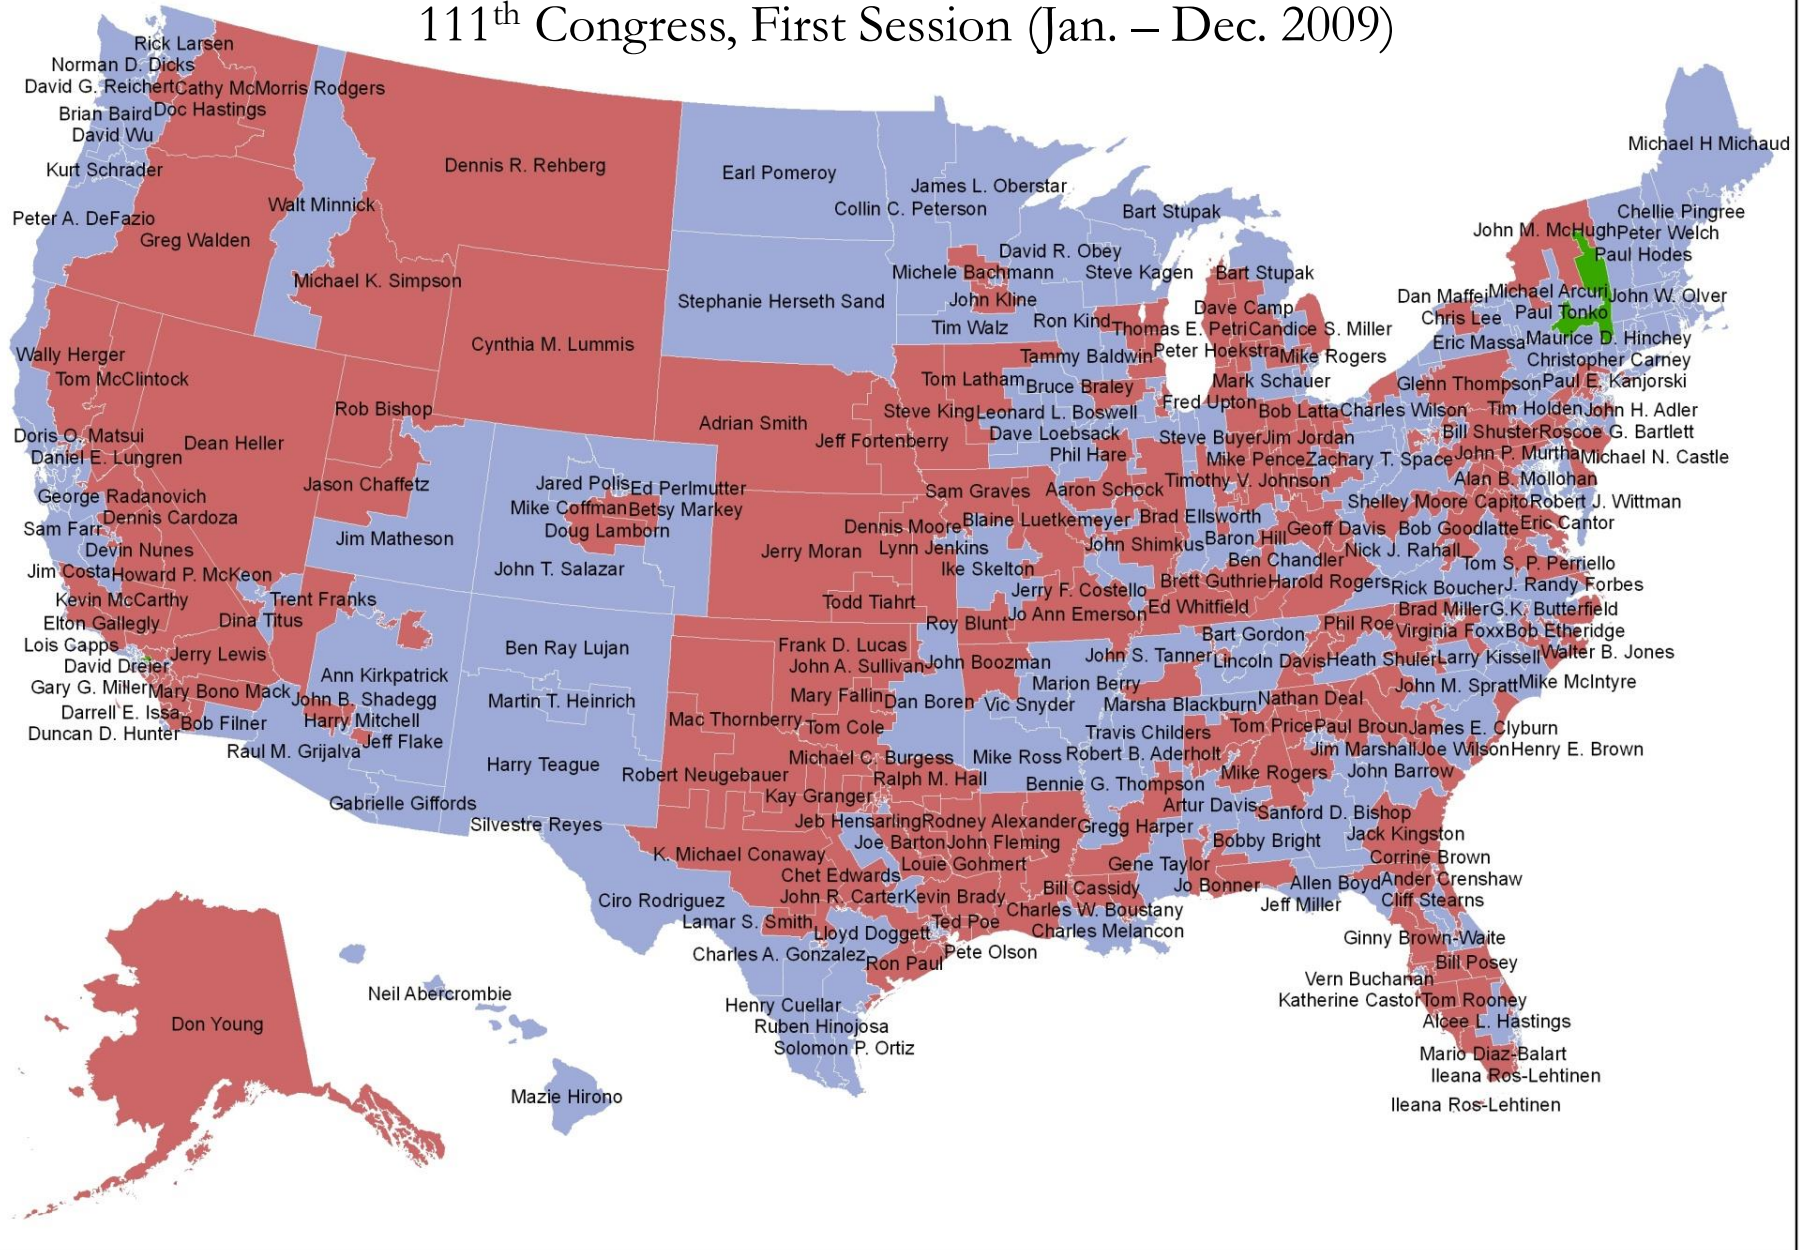 111th Congress, First Session (Jan. – Dec. 2009)
Rick Larsen
Norman D. Dicks
David G. Reichert
Cathy McMorris Rodgers
Brian Baird
Doc Hastings
David Wu
Kurt Schrader
Peter A. DeFazio
Greg Walden
Walt Minnick
Michael K. Simpson
Dennis R. Rehberg
Cynthia M. Lummis
Earl Pomeroy
Stephanie Herseth Sand
James L. Oberstar
Collin C. Peterson
Bart Stupak
David R. Obey
Michele Bachmann
Steve Kagen
Bart Stupak
John Kline
Tim Walz
Ron Kind
Thomas E. Petri
Dave Camp
Candice S. Miller
Tammy Baldwin
Peter Hoekstra
Mike Rogers
Mark Schauer
Fred Upton
Michael H Michaud
Chellie Pingree
John M. McHugh
Peter Welch
Paul Hodes
Dan Maffei
Michael Arcuri
John W. Olver
Chris Lee
Paul Tonko
Eric Massa
Maurice D. Hinchey
Christopher Carney
Glenn Thompson
Paul E. Kanjorski
Wally Herger
Tom McClintock
Rob Bishop
Doris O. Matsui
Dean Heller
Daniel E. Lungren
Jason Chaffetz
George Radanovich
Dennis Cardoza
Sam Farr
Devin Nunes
Jim Matheson
Jim Costa
Howard P. McKeon
Kevin McCarthy
Trent Franks
Elton Gallegly
Dina Titus
Lois Capps
David Dreier
Jerry Lewis
Ann Kirkpatrick
Gary G. Miller
Mary Bono Mack
John B. Shadegg
Darrell E. Issa
Bob Filner
Harry Mitchell
Duncan D. Hunter
Jeff Flake
Raul M. Grijalva
Gabrielle Giffords
Jared Polis
Ed Perlmutter
Mike Coffman
Betsy Markey
Doug Lamborn
John T. Salazar
Ben Ray Lujan
Martin T. Heinrich
Harry Teague
Silvestre Reyes
Adrian Smith
Jeff Fortenberry
Tom Latham
Bruce Braley
Steve King
Leonard L. Boswell
Dave Loebsack
Phil Hare
Sam Graves
Aaron Schock
Dennis Moore
Blaine Luetkemeyer
Jerry Moran
Lynn Jenkins
Ike Skelton
John Shimkus
Todd Tiahrt
Jerry F. Costello
Roy Blunt
Jo Ann Emerson
Bob Latta
Charles Wilson
Tim Holden
John H. Adler
Bill Shuster
Roscoe G. Bartlett
Steve Buyer
Jim Jordan
Mike Pence
Zachary T. Space
John P. Murtha
Michael N. Castle
Timothy V. Johnson
Alan B. Mollohan
Shelley Moore Capito
Robert J. Wittman
Brad Ellsworth
Geoff Davis
Bob Goodlatte
Eric Cantor
Baron Hill
Nick J. Rahall
Ben Chandler
Tom S. P. Perriello
Brett Guthrie
Harold Rogers
Rick Boucher
J. Randy Forbes
Ed Whitfield
Brad Miller
G.K. Butterfield
Bart Gordon
Phil Roe
Virginia Foxx
Bob Etheridge
John S. Tanner
Lincoln Davis
Heath Shuler
Larry Kissell
Walter B. Jones
Frank D. Lucas
John A. Sullivan
John Boozman
Marion Berry
Mary Fallin
Dan Boren
Vic Snyder
Marsha Blackburn
Nathan Deal
John M. Spratt
Mike McIntyre
Mac Thornberry
Tom Cole
Travis Childers
Tom Price
Paul Broun
James E. Clyburn
Michael C. Burgess
Mike Ross
Robert B. Aderholt
Jim Marshall
Joe Wilson
Henry E. Brown
Robert Neugebauer
Ralph M. Hall
Bennie G. Thompson
Mike Rogers
John Barrow
Kay Granger
Artur Davis
Sanford D. Bishop
Jeb Hensarling
Rodney Alexander
Gregg Harper
Jack Kingston
Joe Barton
John Fleming
Bobby Bright
K. Michael Conaway
Louie Gohmert
Gene Taylor
Corrine Brown
Chet Edwards
Bill Cassidy
Jo Bonner
Allen Boyd
Ander Crenshaw
John R. Carter
Kevin Brady
Jeff Miller
Cliff Stearns
Ciro Rodriguez
Charles W. Boustany
Lamar S. Smith
Lloyd Doggett
Ted Poe
Charles Melancon
Ginny Brown-Waite
Charles A. Gonzalez
Ron Paul
Pete Olson
Bill Posey
Vern Buchanan
Katherine Castor
Tom Rooney
Henry Cuellar
Alcee L. Hastings
Ruben Hinojosa
Solomon P. Ortiz
Mario Diaz-Balart
Ileana Ros-Lehtinen
Ileana Ros-Lehtinen
Don Young
Neil Abercrombie
Mazie Hirono